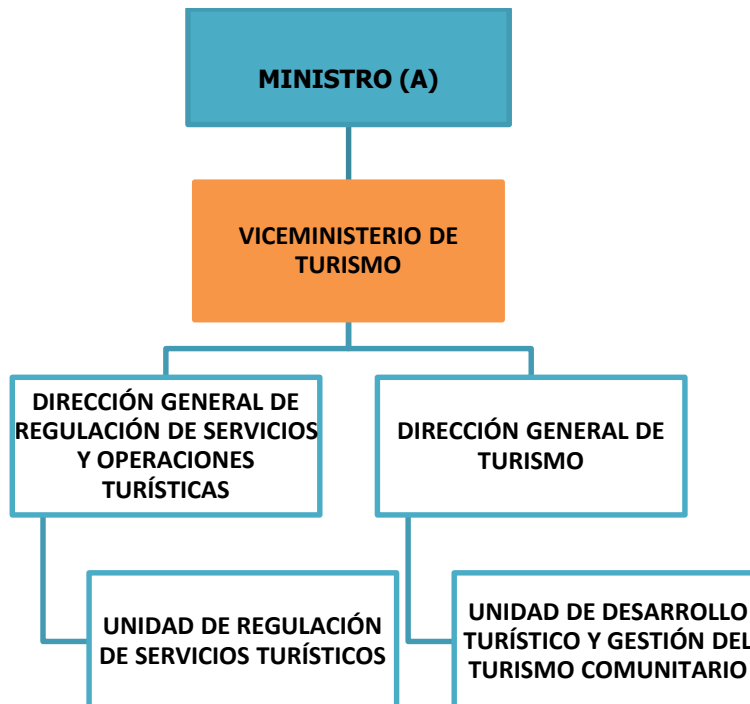 MINISTRO (A)
VICEMINISTERIO DE
TURISMO
DIRECCIÓN GENERAL DE
REGULACIÓN DE SERVICIOS
Y OPERACIONES
TURÍSTICAS
DIRECCIÓN GENERAL DE
TURISMO
UNIDAD DE REGULACIÓN
DE SERVICIOS TURÍSTICOS
UNIDAD DE DESARROLLO
TURÍSTICO Y GESTIÓN DEL
TURISMO COMUNITARIO